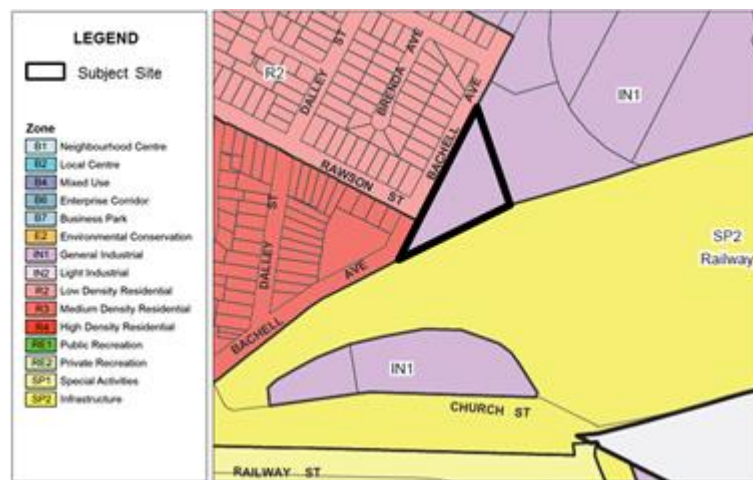 LEGEND
Subject Site
Zone
B1 Neighbourhood Centre
B2 Local Centre
B4 Mixed Use
B6 Enterprise Corridor
B7 Business Park
E2 Environmental Conservation
IN1 General Industrial
IN2 Light Industrial
R2 Low Density Residential
R3 Medium Density Residential
R4 High Density Residential
RE1 Public Recreation
RE2 Private Recreation
SP1 Special Activities
SP2 Infrastructure
R2
DALLEY ST
BRENDA AVE
BACHELL AVE
IN1
RAWSON ST
DALLEY ST
BACHELL AVE
SP2
Railway
IN1
CHURCH ST
RAILWAY ST